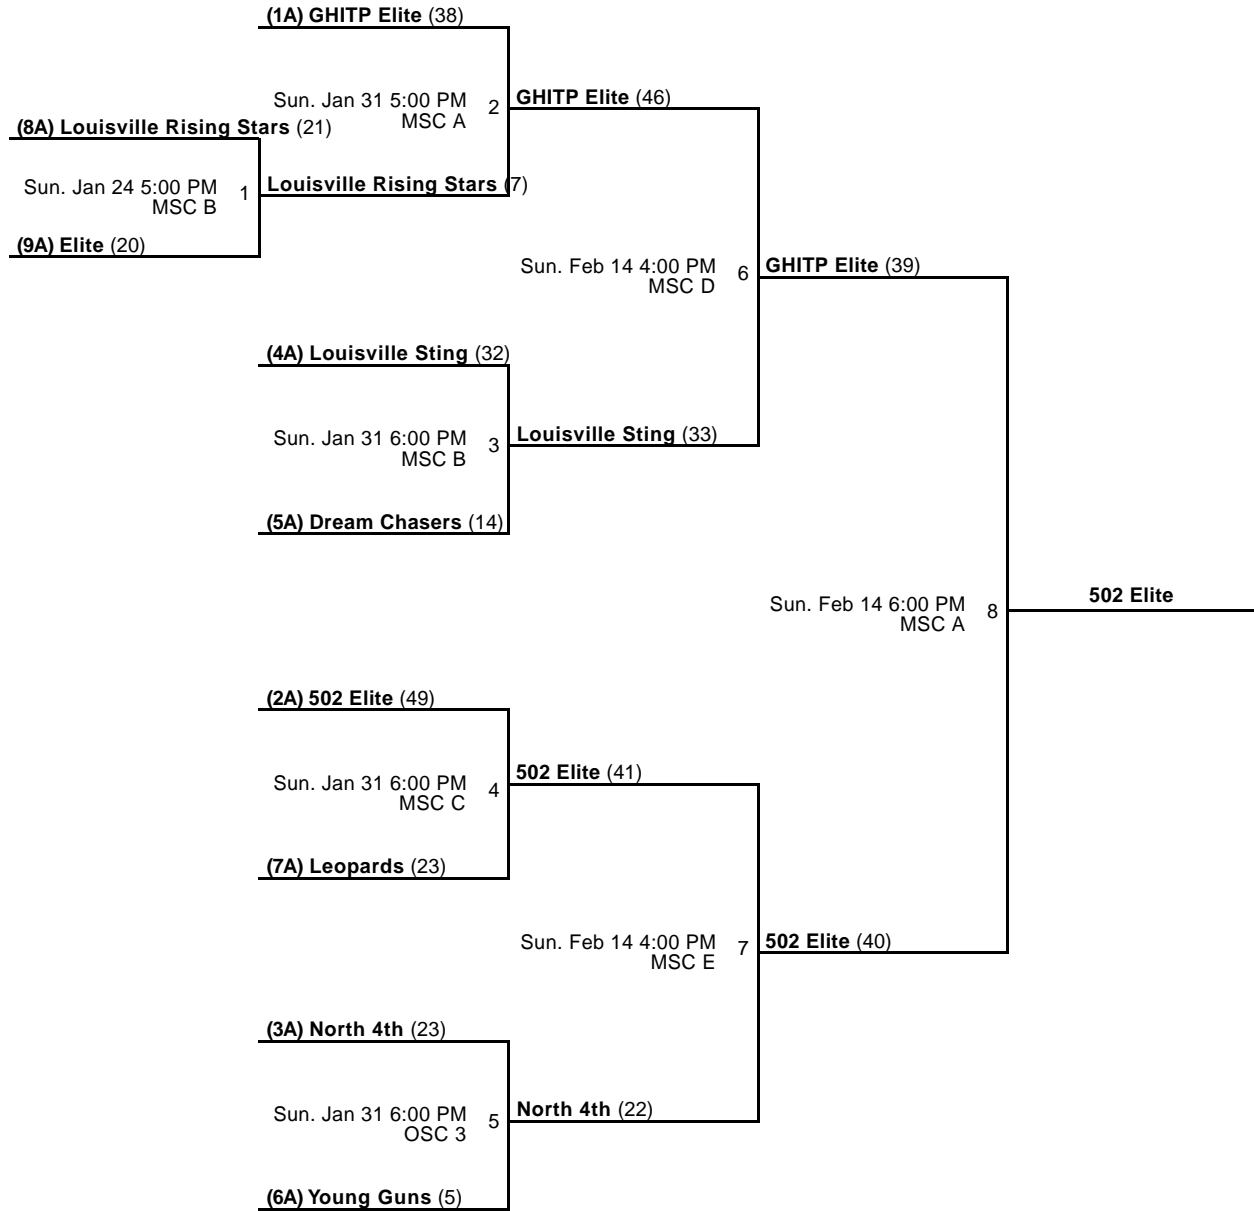 (1A) GHITP Elite (38)
Sun. Jan 31 5:00 PM
MSC A
2
GHITP Elite (46)
(8A) Louisville Rising Stars (21)
Sun. Jan 24 5:00 PM
MSC B
1
Louisville Rising Stars (7)
(9A) Elite (20)
Sun. Feb 14 4:00 PM
MSC D
6
GHITP Elite (39)
(4A) Louisville Sting (32)
Sun. Jan 31 6:00 PM
MSC B
3
Louisville Sting (33)
(5A) Dream Chasers (14)
Sun. Feb 14 6:00 PM
MSC A
8
502 Elite
(2A) 502 Elite (49)
Sun. Jan 31 6:00 PM
MSC C
4
502 Elite (41)
(7A) Leopards (23)
Sun. Feb 14 4:00 PM
MSC E
7
502 Elite (40)
(3A) North 4th (23)
Sun. Jan 31 6:00 PM
OSC 3
5
North 4th (22)
(6A) Young Guns (5)